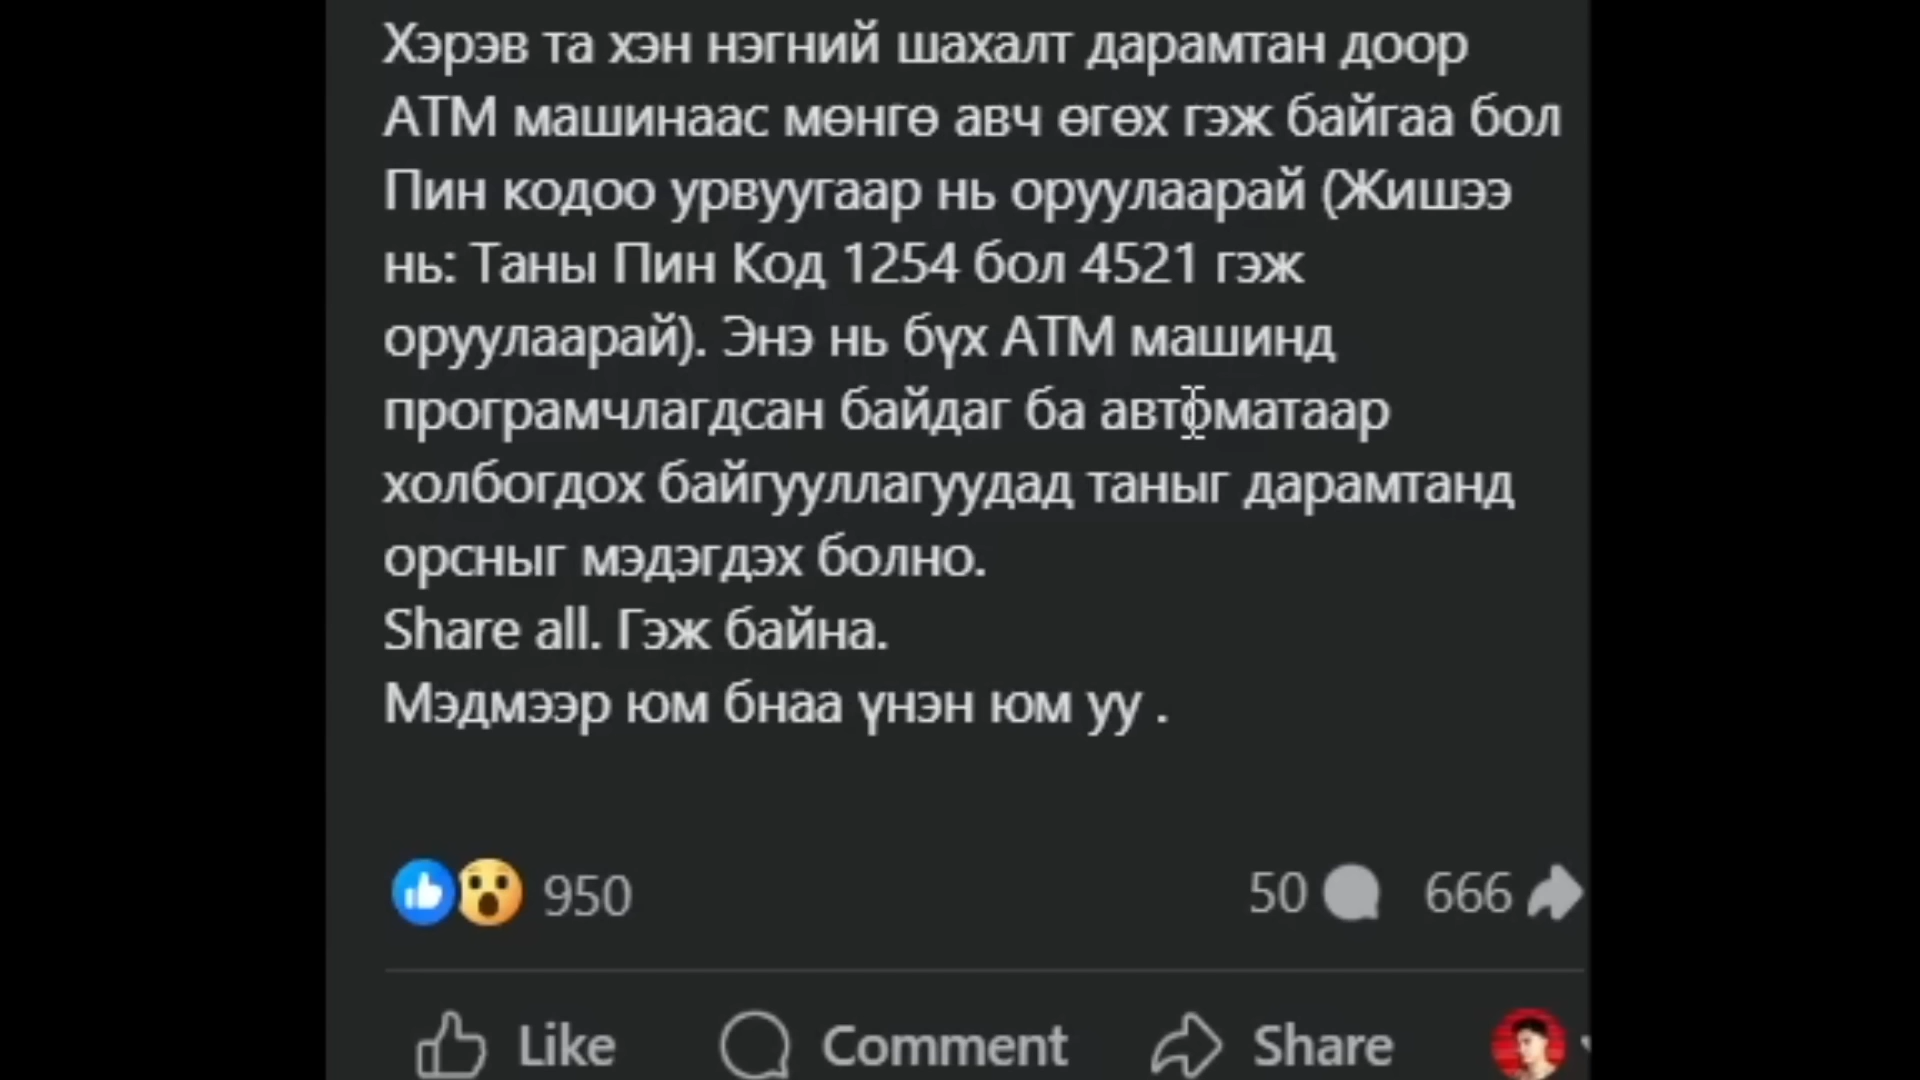 Хэрэв та хэн нэгний шахалт дарамтан доор
АТМ машинаас мөнгө авч өгөх гэж байгаа бол
Пин кодоо урвуугаар нь оруулаарай (Жишээ
нь: Таны Пин Код 1254 бол 4521 гэж
оруулаарай). Энэ нь бүх АТМ машинд
програмчлагдсан байдаг ба автоматаар
холбогдох байгууллагуудад таныг дарамтанд
орсныг мэдэгдэх болно.
Share all. Гэж байна.
Мэдмээр юм бнаа үнэн юм уу .
950 50 666
Like Comment Share